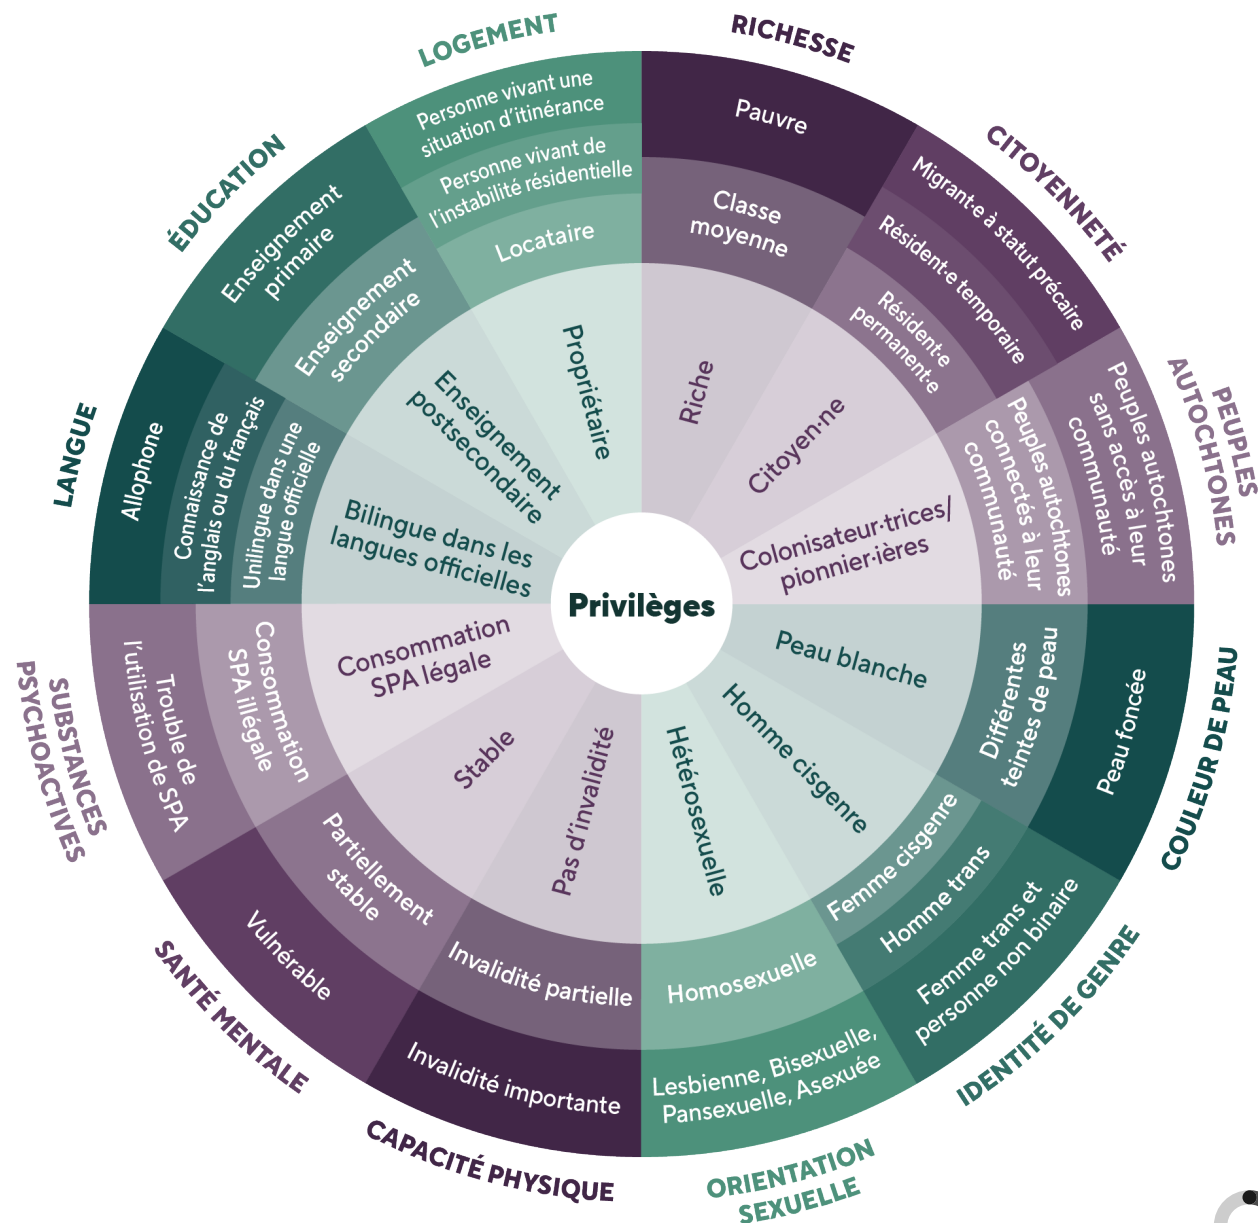 RICHESSE
Pauvre
Classe
moyenne
Riche
CITOYENNETÉ
Migrant·e à statut précaire
Résident·e temporaire
Résident·e
permanent·e
Citoyen·ne
PEUPLES
AUTOCHTONES
Peuples autochtones
sans accès à leur
communauté
Peuples autochtones
connectés à leur
communauté
Colonisateur·trices/
pionnier·ières
COULEUR DE PEAU
Peau foncée
Différentes
teintes de peau
Peau blanche
IDENTITÉ DE GENRE
Femme trans et
personne non binaire
Homme trans
Femme cisgenre
Homme cisgenre
ORIENTATION
SEXUELLE
Lesbienne, Bisexuelle,
Pansexuelle, Asexuée
Homosexuelle
Hétérosexuelle
CAPACITÉ PHYSIQUE
Invalidité importante
Invalidité partielle
Pas d'invalidité
SANTÉ MENTALE
Vulnérable
Partiellement
stable
Stable
SUBSTANCES
PSYCHOACTIVES
Trouble de
l'utilisation de SPA
Consommation
SPA illégale
Consommation
SPA légale
LANGUE
Allophone
Connaissance de
l'anglais ou du français
Unilingue dans une
langue officielle
Bilingue dans les
langues officielles
ÉDUCATION
Enseignement
primaire
Enseignement
secondaire
Enseignement
postsecondaire
LOGEMENT
Personne vivant une
situation d'itinérance
Personne vivant de
l'instabilité résidentielle
Locataire
Propriétaire
Privilèges